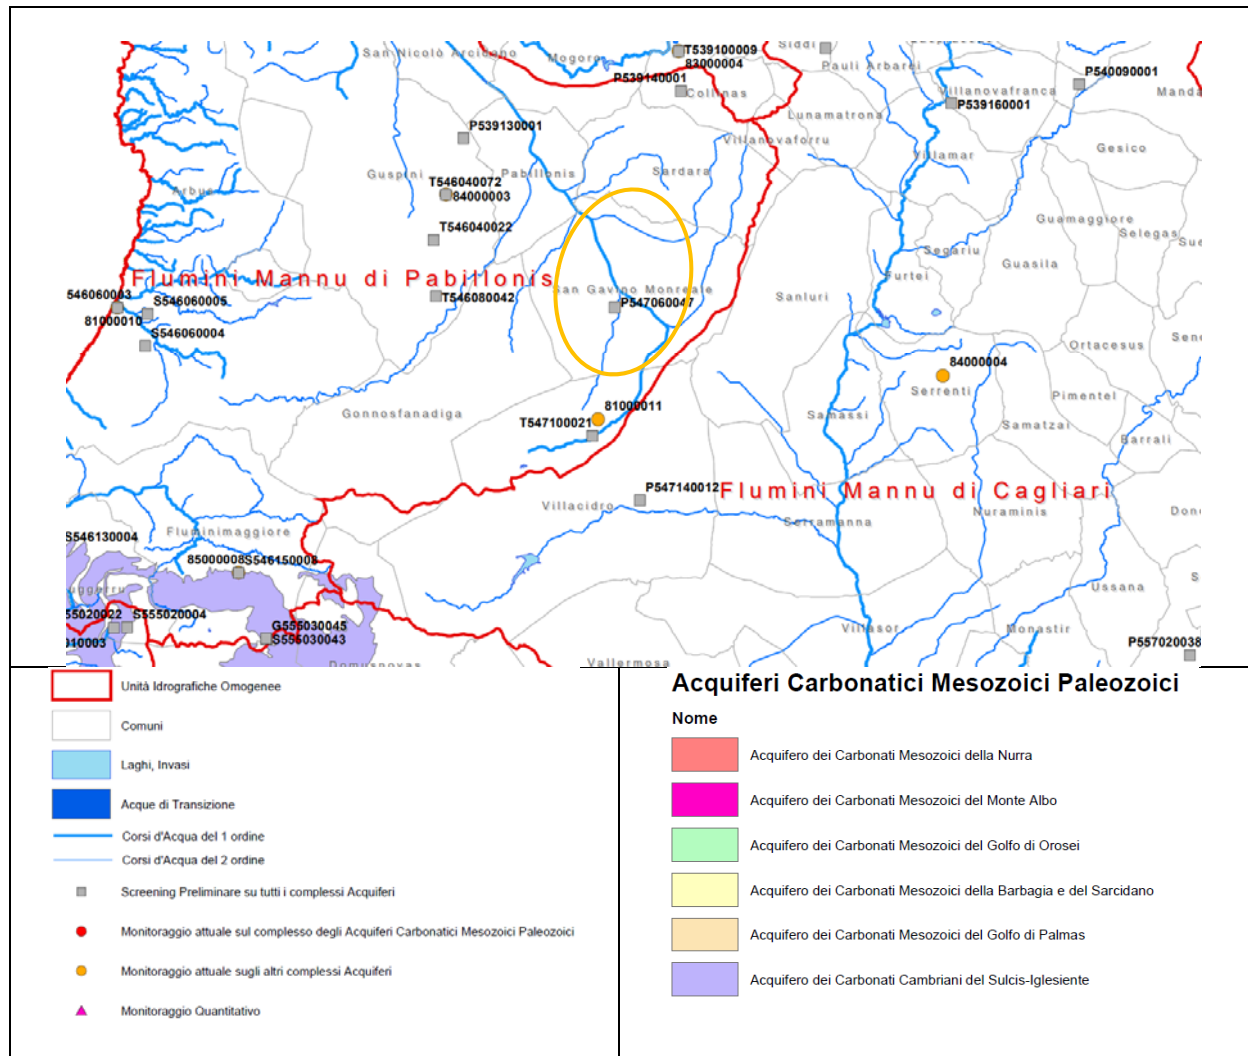 San Nicolò Arcidano
Mogoro
T539100009
83000004
Siddi
Pauli Arbarei
P539140001
Collinas
P540090001
Villanovafranca
P539160001
Manda
Lunamatrona
P539130001
Villanovaforru
Villamar
Gesico
Guspini
Pabillonis
Sardara
Arbus
T546040072
84000003
Guamaggiore
Selegas
T546040022
Segariu
Guasila
Flumini Mannu di Pabillonis
Furtei
San Gavino Monreale
Sanluri
546060003
S546060005
T546080042
P547060047
81000010
S546060004
Ortacesus
84000004
Serrenti
Pimentel
Gonnosfanadiga
81000011
Samassi
T547100021
Samatzai
Barrali
P547140012
Flumini Mannu di Cagliari
Villacidro
Nuraminis
Serramanna
S546130004
Fluminimaggiore
85000008
S546150008
uggerru
Ussana
55020022
S555020004
G555030045
S555030043
010003
Villasor
Monastir
P557020038
Domusnovas
Vallermosa
Unità Idrografiche Omogenee
Comuni
Laghi, Invasi
Acque di Transizione
Corsi d'Acqua del 1 ordine
Corsi d'Acqua del 2 ordine
Screening Preliminare su tutti i complessi Acquiferi
Monitoraggio attuale sul complesso degli Acquiferi Carbonatici Mesozoici Paleozoici
Monitoraggio attuale sugli altri complessi Acquiferi
Monitoraggio Quantitativo
Acquiferi Carbonatici Mesozoici Paleozoici
Nome
Acquifero dei Carbonati Mesozoici della Nurra
Acquifero dei Carbonati Mesozoici del Monte Albo
Acquifero dei Carbonati Mesozoici del Golfo di Orosei
Acquifero dei Carbonati Mesozoici della Barbagia e del Sarcidano
Acquifero dei Carbonati Mesozoici del Golfo di Palmas
Acquifero dei Carbonati Cambriani del Sulcis-Iglesiente